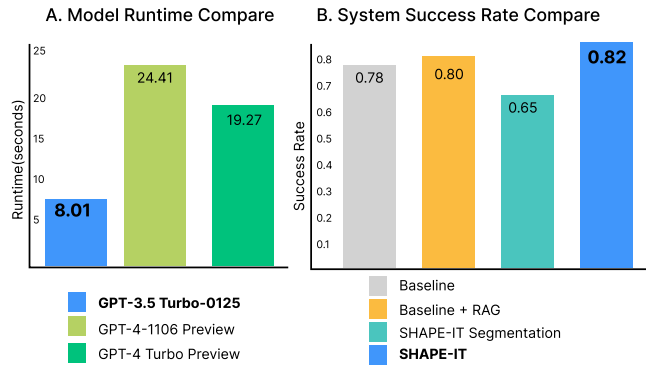 A. Model Runtime Compare
Runtime(seconds)
25
20
15
10
5
8.01
24.41
19.27
GPT-3.5 Turbo-0125
GPT-4-1106 Preview
GPT-4 Turbo Preview
B. System Success Rate Compare
Success Rate
0.8
0.7
0.6
0.5
0.4
0.3
0.2
0.1
0.78
0.80
0.65
0.82
Baseline
Baseline + RAG
SHAPE-IT Segmentation
SHAPE-IT